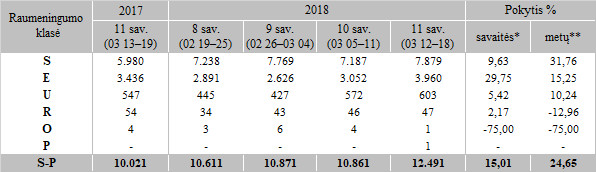 Raumeningumo klasė 2017 2018 Pokytis %
11 sav. (03 13–19) 8 sav. (02 19–25) 9 sav. (02 26–03 04) 10 sav. (03 05–11) 11 sav. (03 12–18) savaitės* metų**
S 5.980 7.238 7.769 7.187 7.879 9,63 31,76
E 3.436 2.891 2.626 3.052 3.960 29,75 15,25
U 547 445 427 572 603 5,42 10,24
R 54 34 43 46 47 2,17 -12,96
O 4 3 6 4 1 -75,00 -75,00
P - - - - 1 - -
S-P 10.021 10.611 10.871 10.861 12.491 15,01 24,65